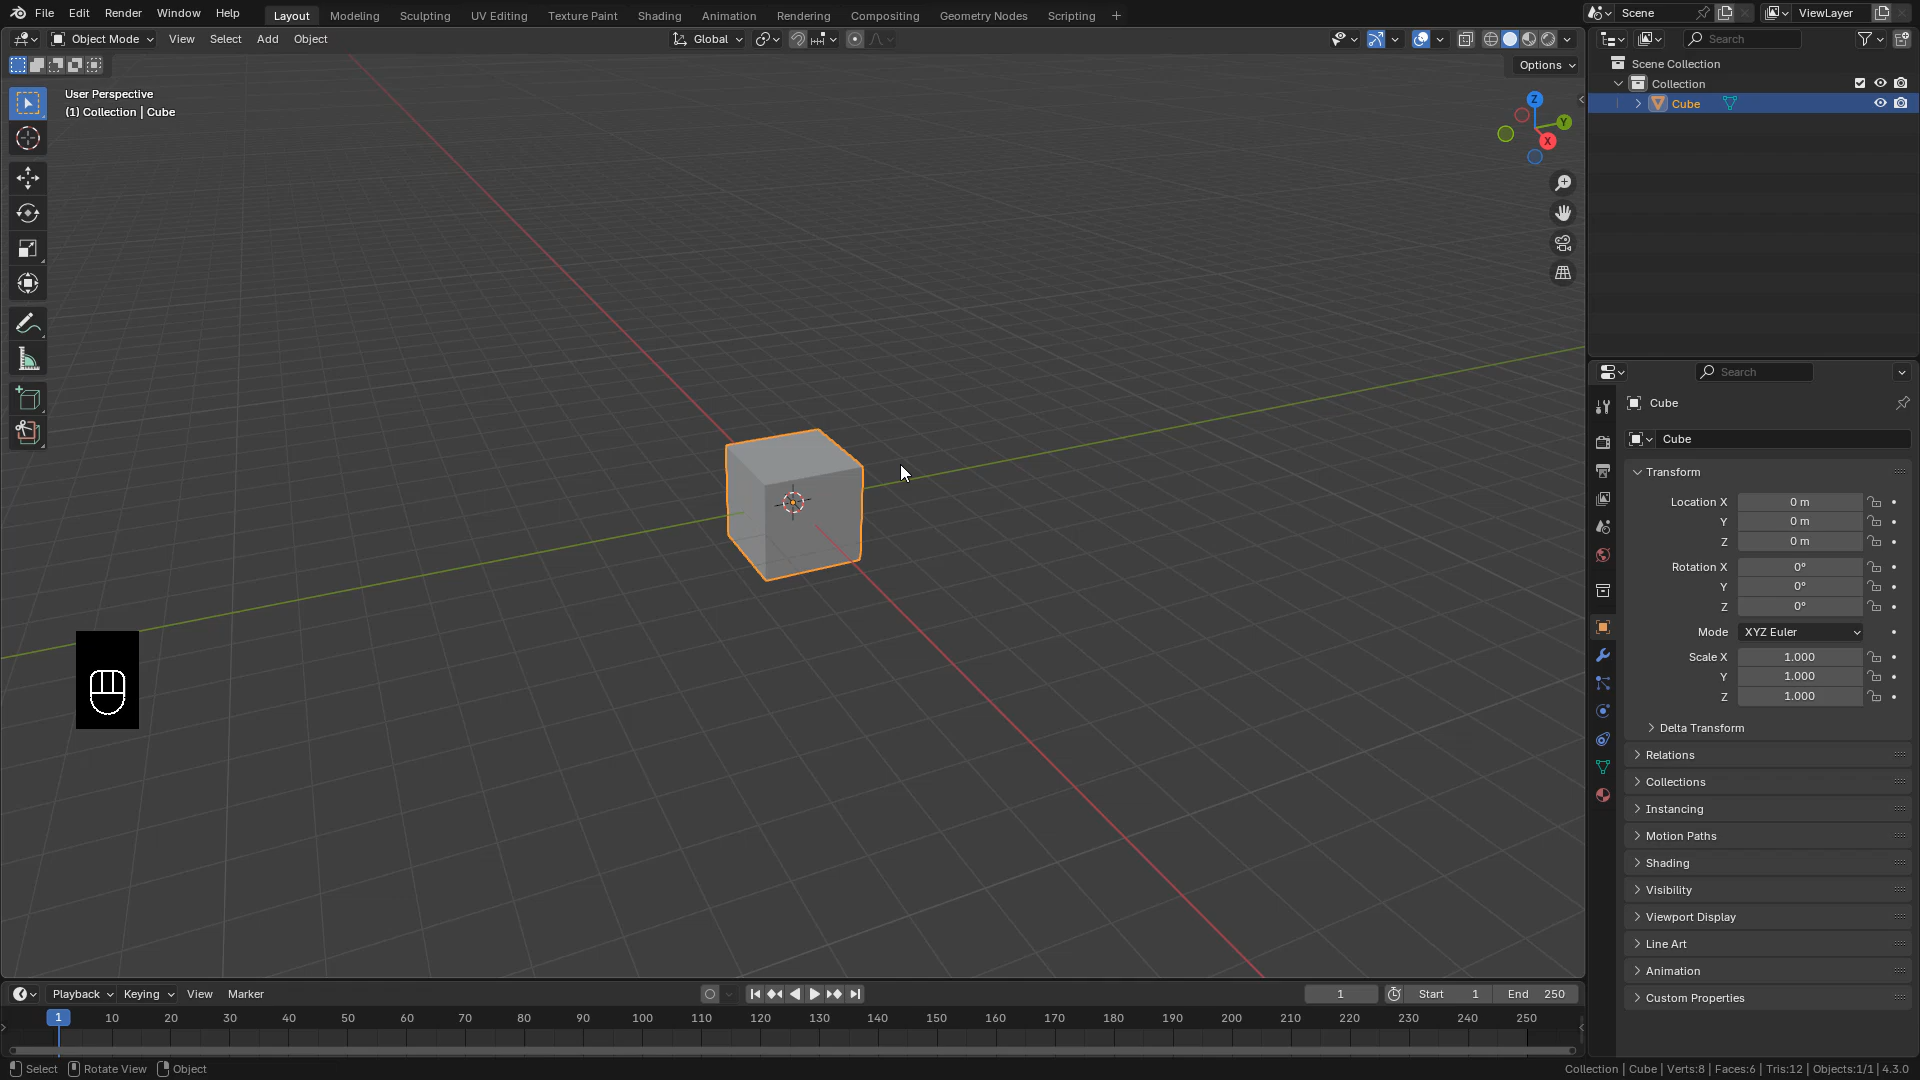 File Edit Render Window Help Layout Modeling Sculpting UV Editing Texture Paint Shading Animation Rendering Compositing Geometry Nodes Scripting + Scene ViewLayer
Object Mode View Select Add Object Global Search
Options
Scene Collection
Collection
Cube
User Perspective
(1) Collection | Cube
Z
Y
X
Search
Cube
Cube
Transform
Location X 0 m
Y 0 m
Z 0 m
Rotation X 0°
Y 0°
Z 0°
Mode XYZ Euler
Scale X 1.000
Y 1.000
Z 1.000
Delta Transform
Relations
Collections
Instancing
Motion Paths
Shading
Visibility
Viewport Display
Line Art
Animation
Custom Properties
Playback Keying View Marker 1 Start 1 End 250
1 10 20 30 40 50 60 70 80 90 100 110 120 130 140 150 160 170 180 190 200 210 220 230 240 250
Select Rotate View Object Collection | Cube | Verts:8 | Faces:6 | Tris:12 | Objects:1/1 | 4.3.0